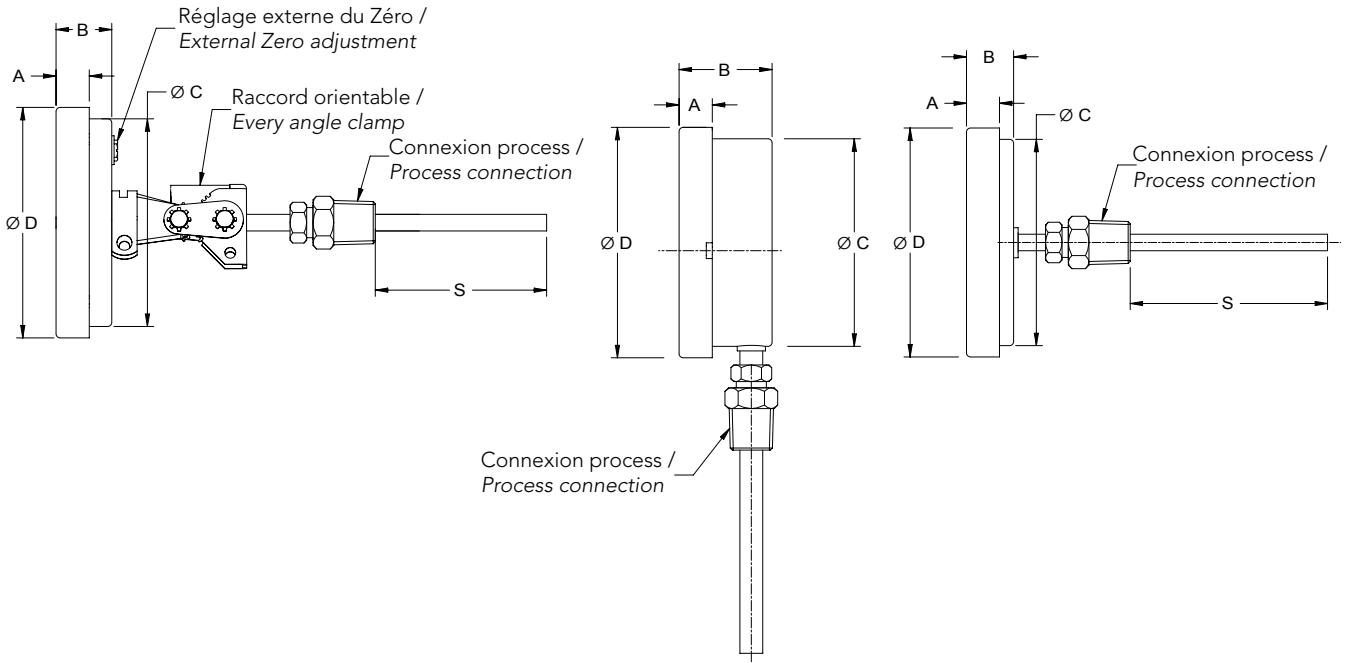 Réglage externe du Zéro /
External Zero adjustment
B
A
Ø C
Raccord orientable /
Every angle clamp
Connexion process /
Process connection
Ø D
S
B
A
Ø D
Ø C
Connexion process /
Process connection
B
A
Ø C
Connexion process /
Process connection
Ø D
S